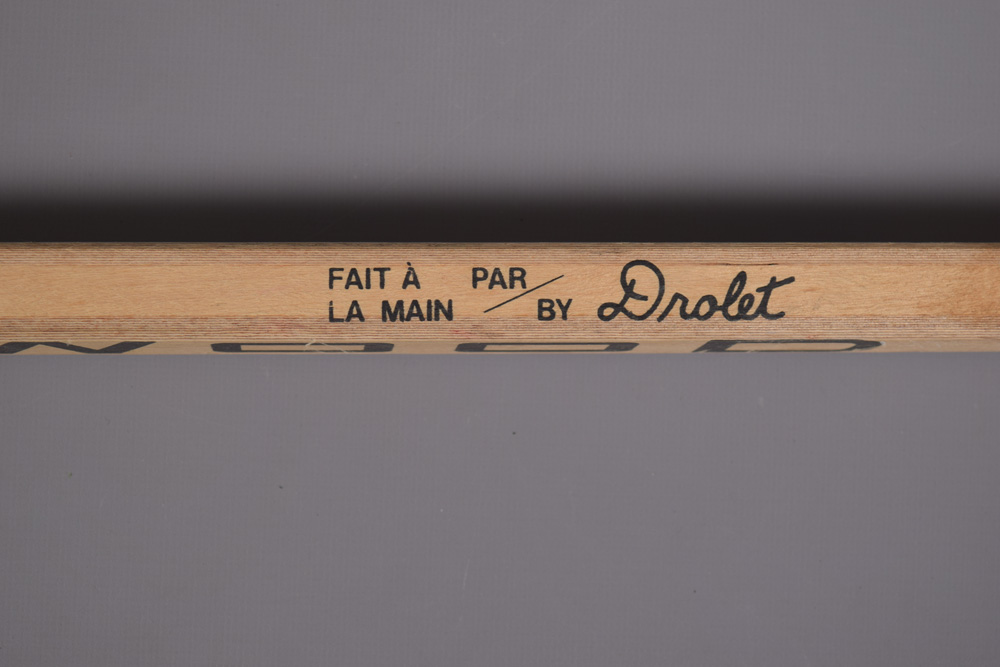 FAIT À PAR
LA MAIN / BY Drolet